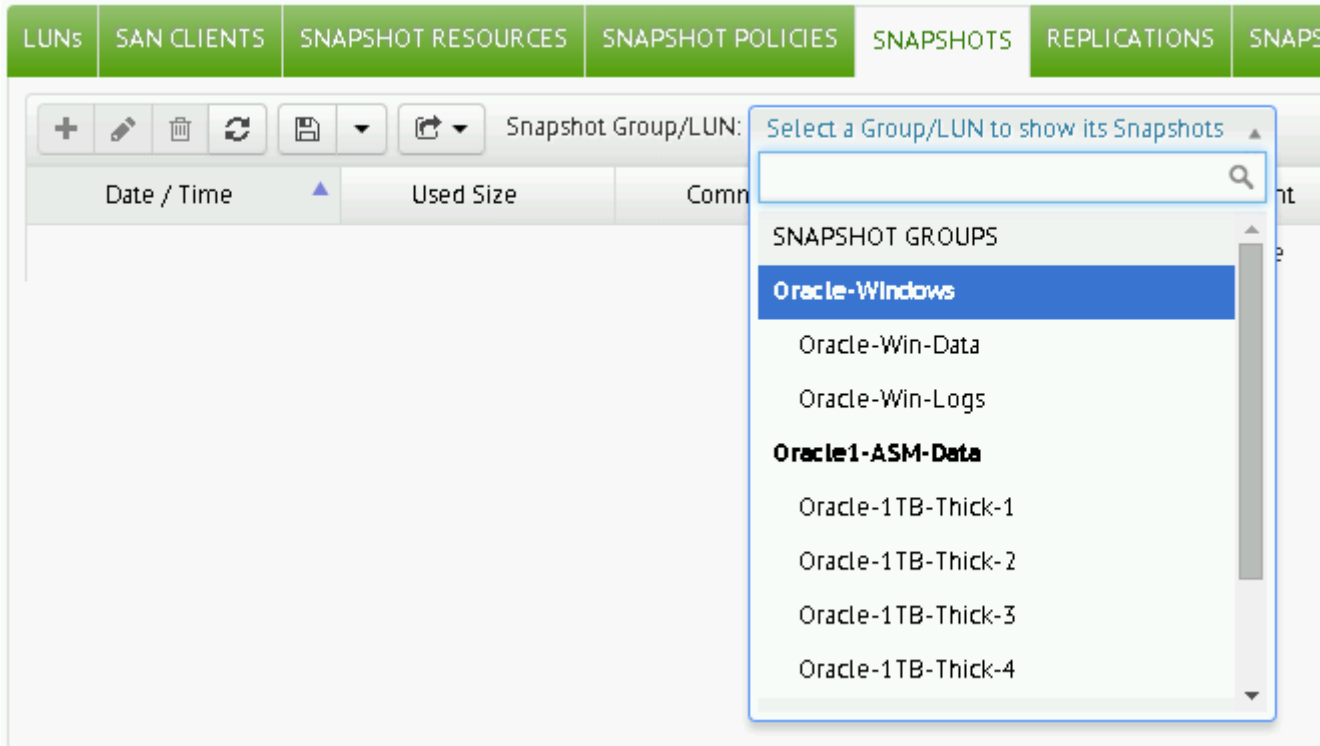 LUNs SAN CLIENTS SNAPSHOT RESOURCES SNAPSHOT POLICIES SNAPSHOTS REPLICATIONS
Snapshot Group/LUN: Select a Group/LUN to show its Snapshots
Date / Time Used Size
SNAPSHOT GROUPS
Oracle-Windows
Oracle-Win-Data
Oracle-Win-Logs
Oracle1-ASM-Data
Oracle-1TB-Thick-1
Oracle-1TB-Thick-2
Oracle-1TB-Thick-3
Oracle-1TB-Thick-4